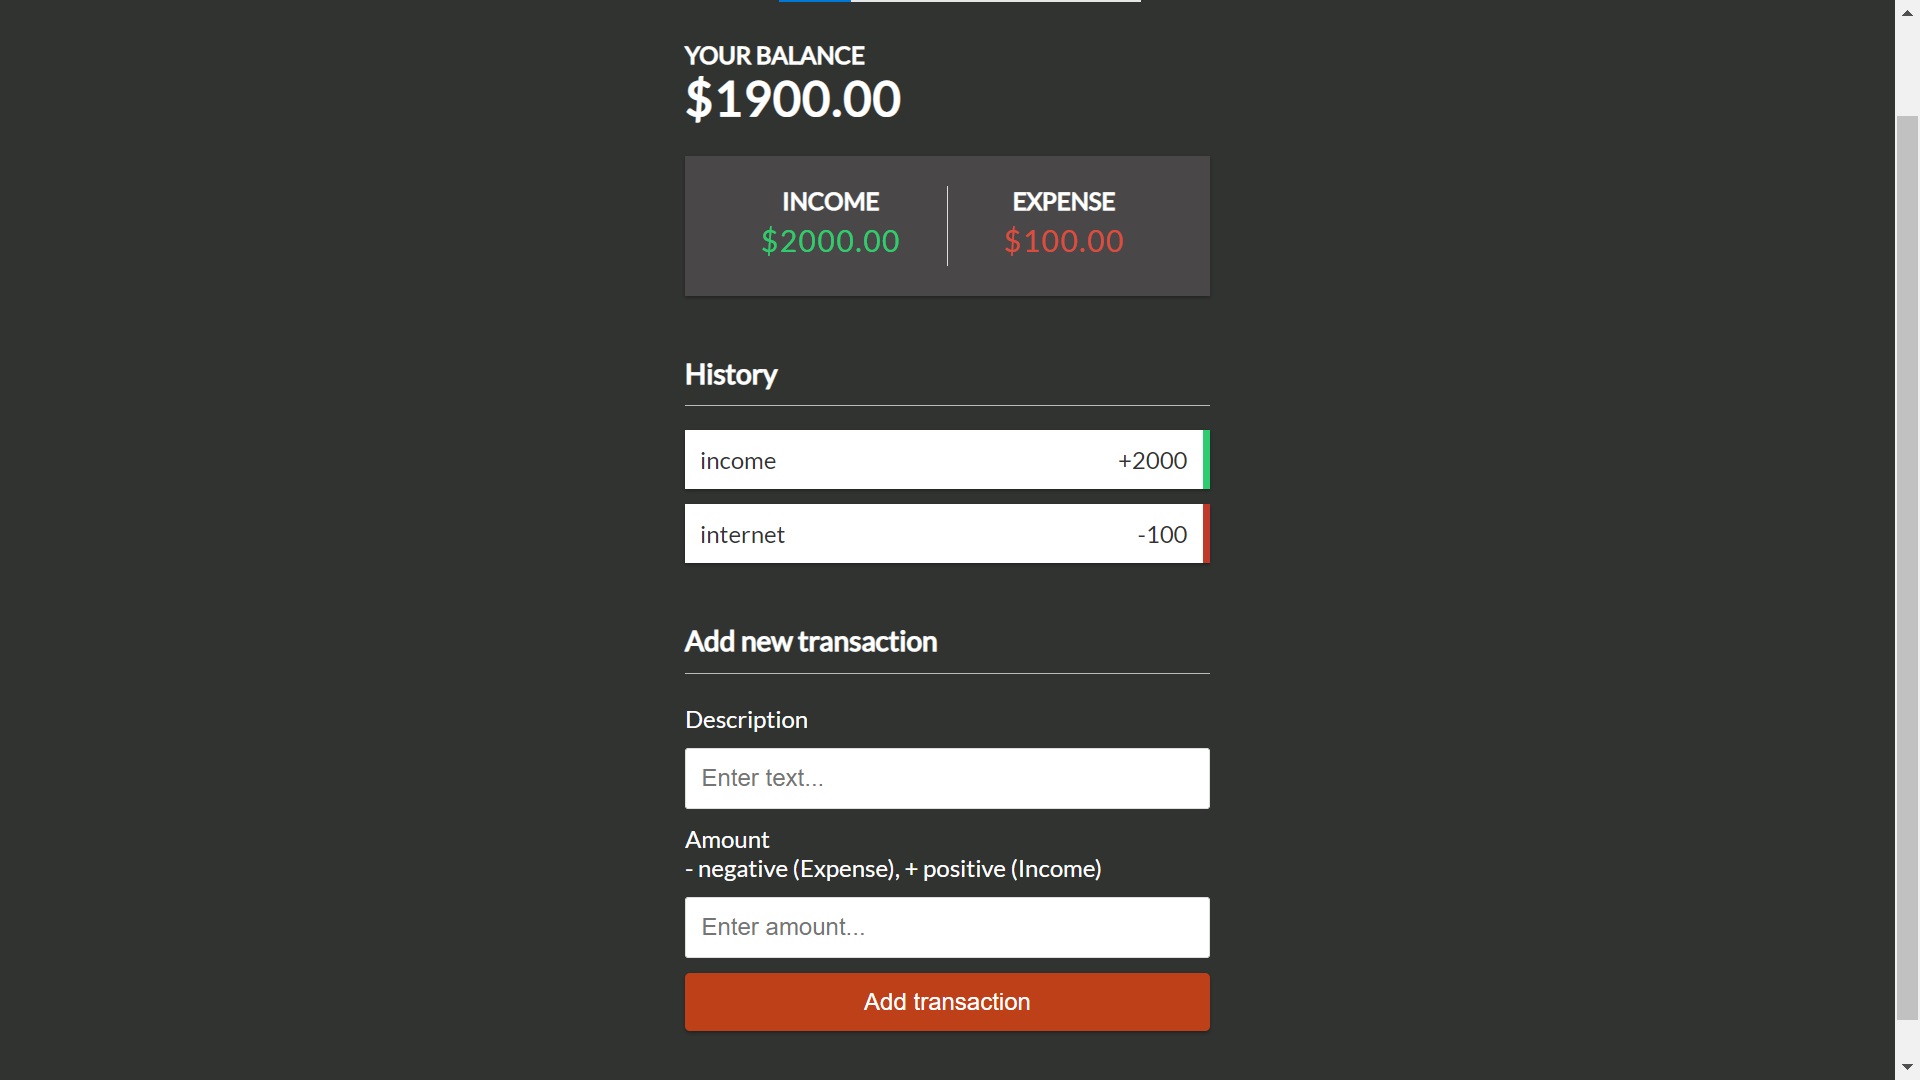 YOUR BALANCE
$1900.00
INCOME EXPENSE
$2000.00 $100.00
History
income +2000
internet -100
Add new transaction
Description
Enter text...
Amount
- negative (Expense), + positive (Income)
Enter amount...
Add transaction